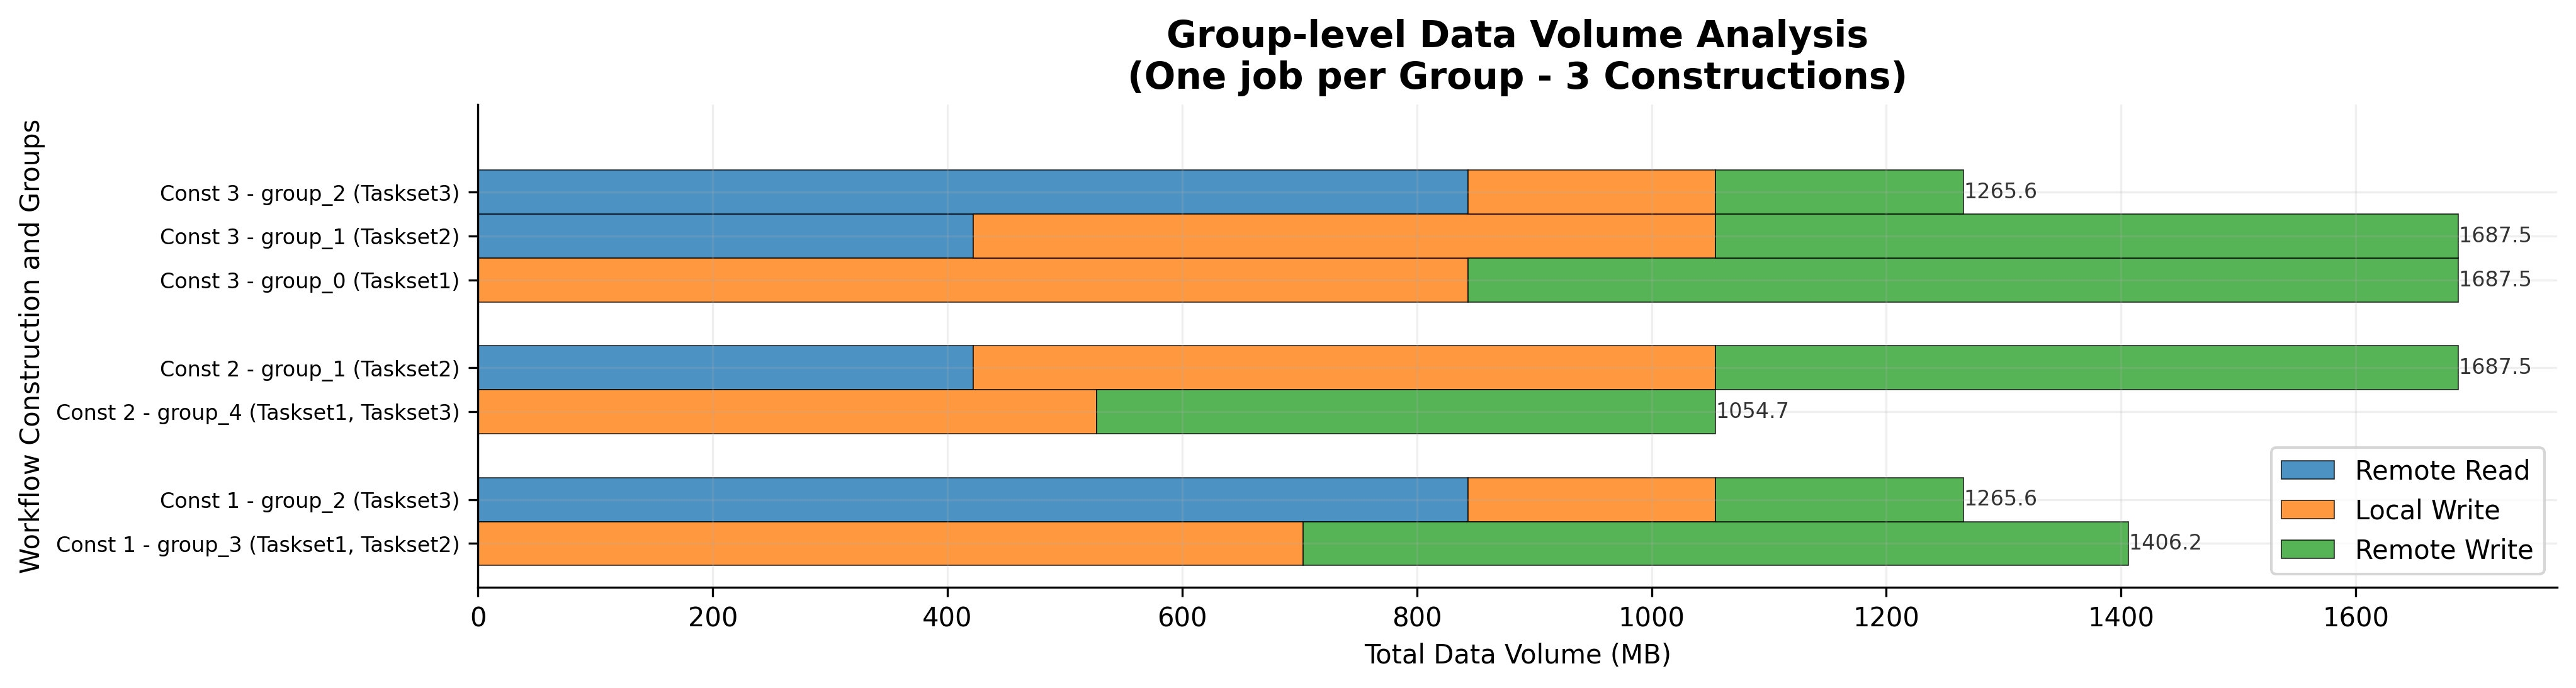 Group-level Data Volume Analysis
(One job per Group - 3 Constructions)
Workflow Construction and Groups
Const 3 - group_2 (Taskset3)
1265.6
Const 3 - group_1 (Taskset2)
1687.5
Const 3 - group_0 (Taskset1)
1687.5
Const 2 - group_1 (Taskset2)
1687.5
Const 2 - group_4 (Taskset1, Taskset3)
1054.7
Const 1 - group_2 (Taskset3)
1265.6
Const 1 - group_3 (Taskset1, Taskset2)
1406.2
Remote Read
Local Write
Remote Write
0 200 400 600 800 1000 1200 1400 1600
Total Data Volume (MB)